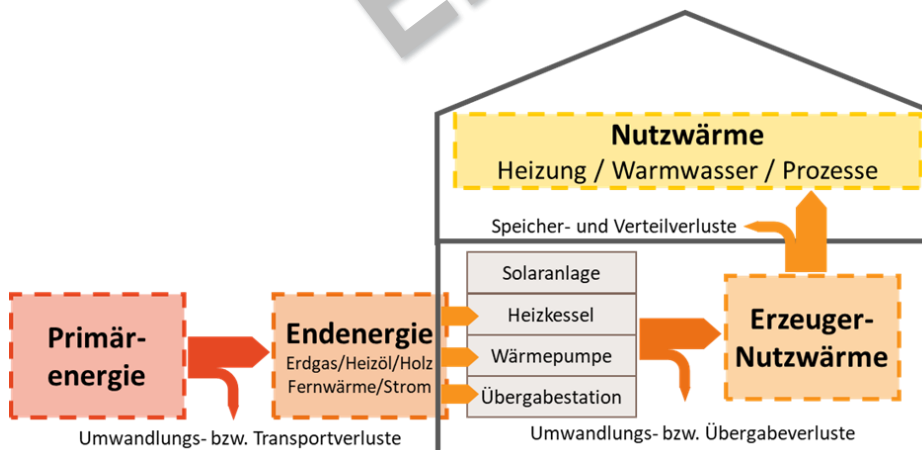 Nutzwärme
Heizung / Warmwasser / Prozesse
Speicher- und Verteilverluste
Primär-
energie
Endenergie
Erdgas/Heizöl/Holz
Fernwärme/Strom
Solaranlage
Heizkessel
Wärmepumpe
Übergabestation
Erzeuger-
Nutzwärme
Umwandlungs- bzw. Transportverluste
Umwandlungs- bzw. Übergabeverluste